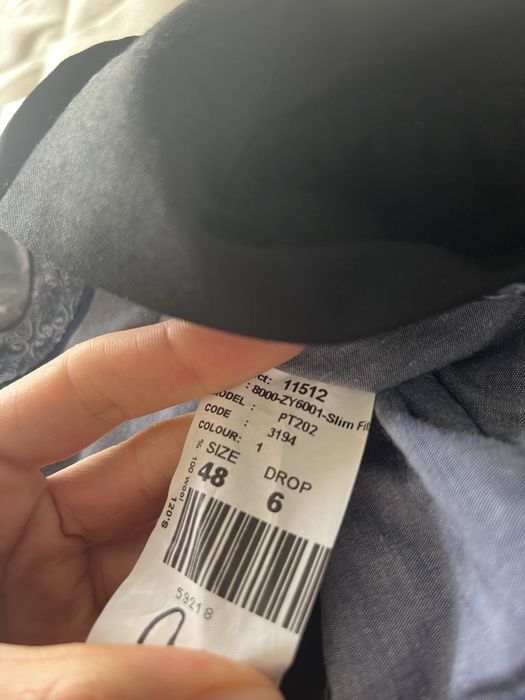 ct: 11512
MODEL : 8000-ZY6001-Slim Fit
CODE : PT202
COLOUR: 3194
1
SIZE DROP
48 6
% 100 Wool 120'S
59218